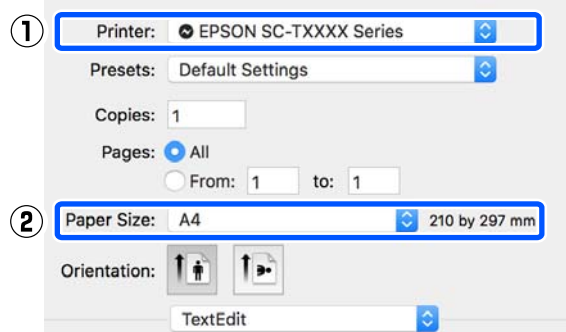 ① Printer: EPSON SC-TXXXX Series
Presets: Default Settings
Copies: 1
Pages: All
From: 1 to: 1
② Paper Size: A4 210 by 297 mm
Orientation:
TextEdit